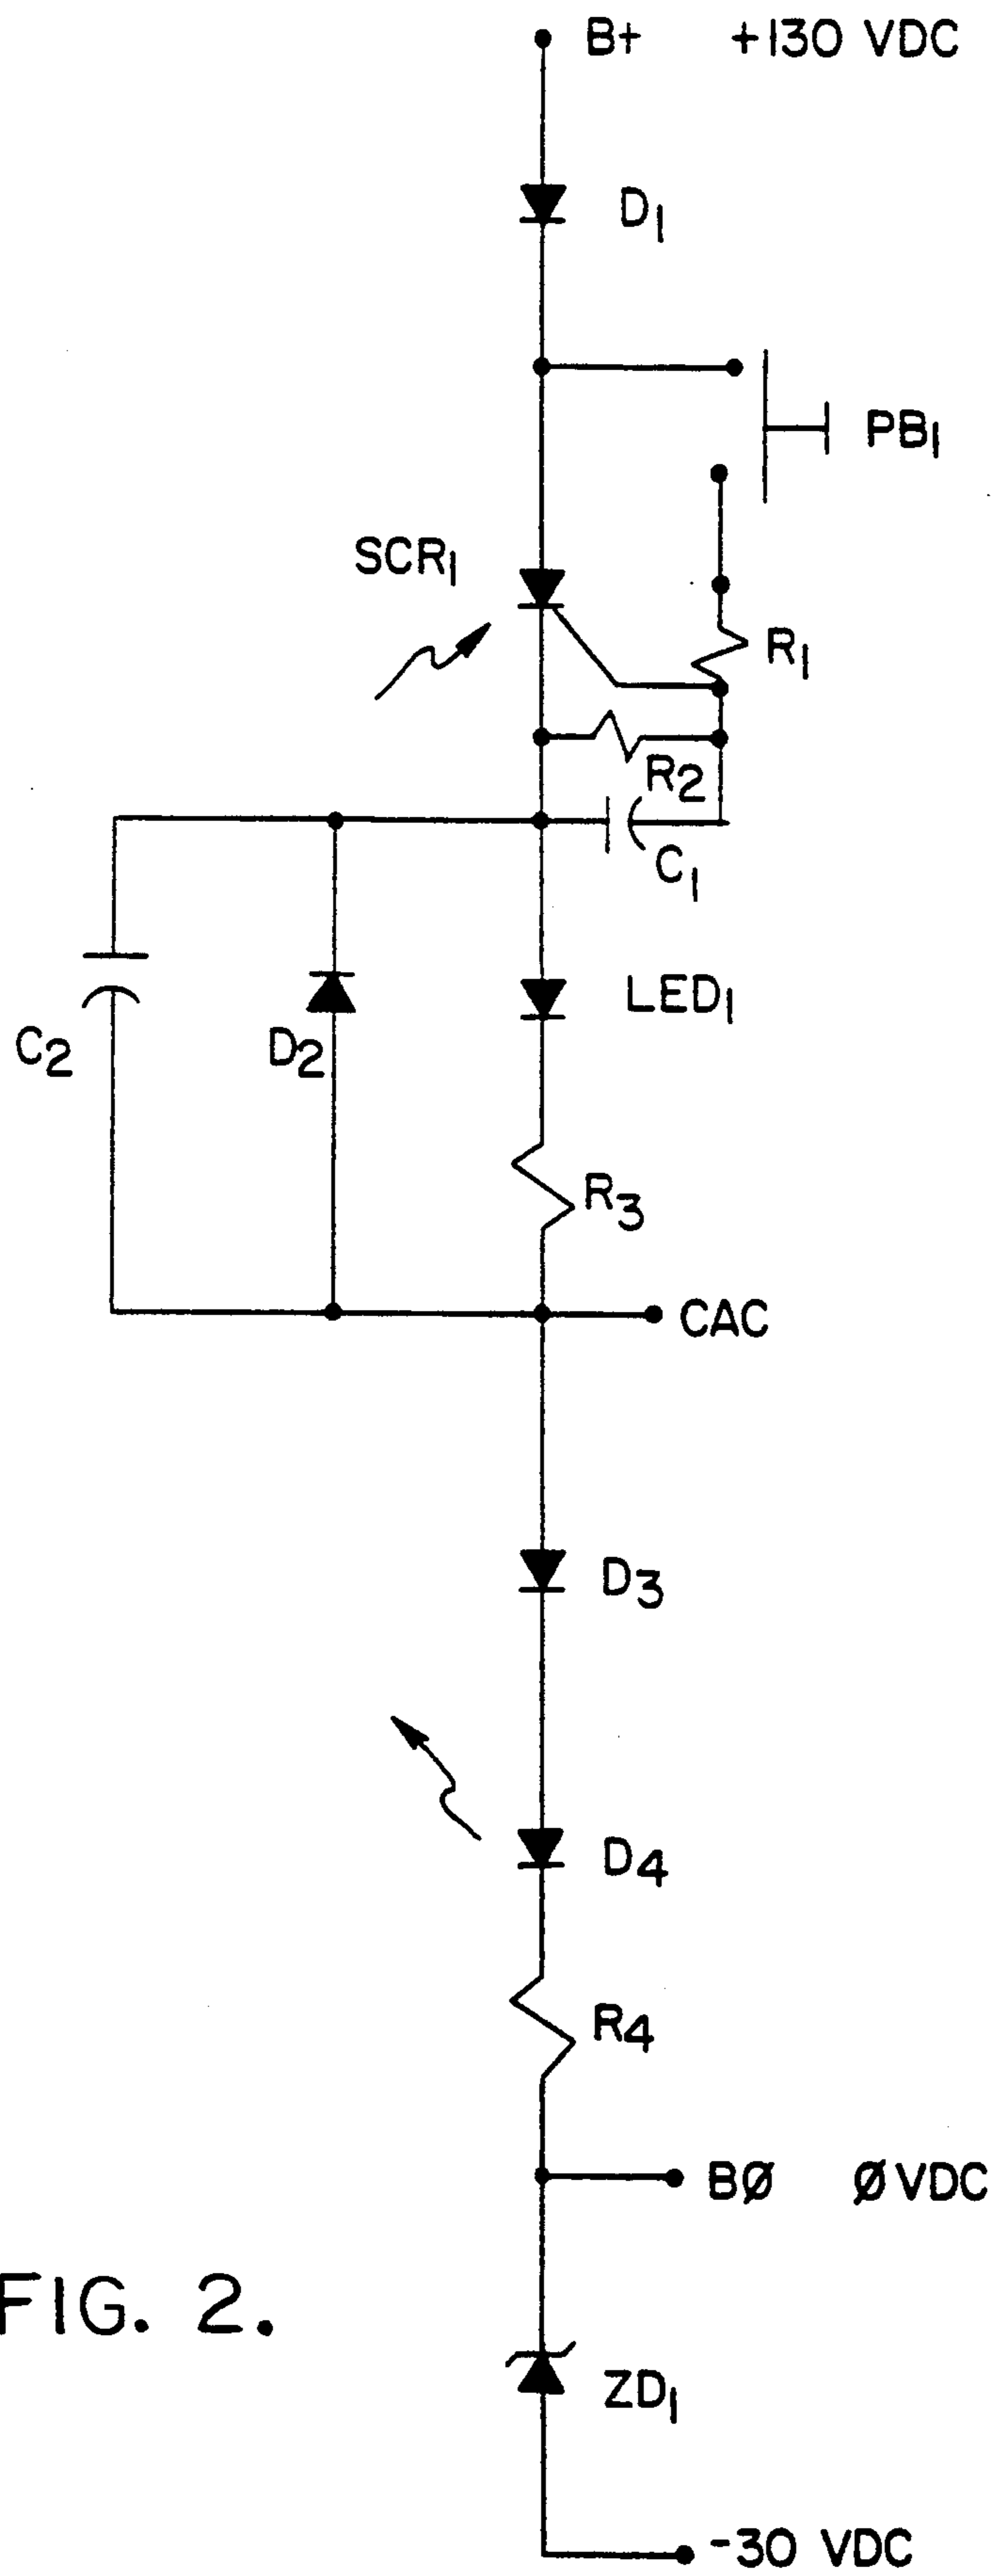 B+ +130 VDC
D1
PB1
SCR1
R1
R2
C1
LED1
C2
D2
R3
CAC
D3
D4
R4
BØ ØVDC
FIG. 2.
ZD1
-30 VDC